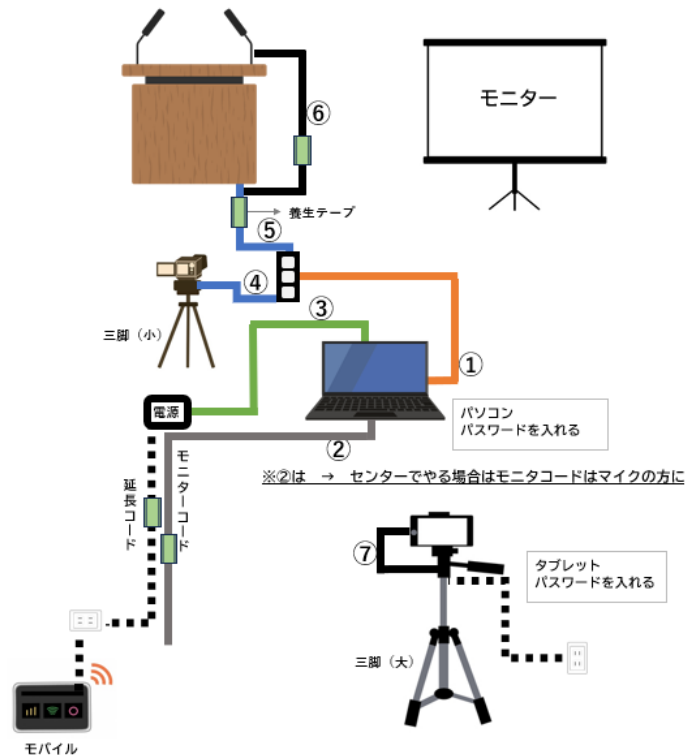 モニター
⑥
養生テープ
⑤
④
③
三脚（小）
①
電源
パソコン
パスワードを入れる
②
※②は → センターでやる場合はモニタコードはマイクの方に
モニターコード
延長コード
⑦
タブレット
パスワードを入れる
三脚（大）
モバイル